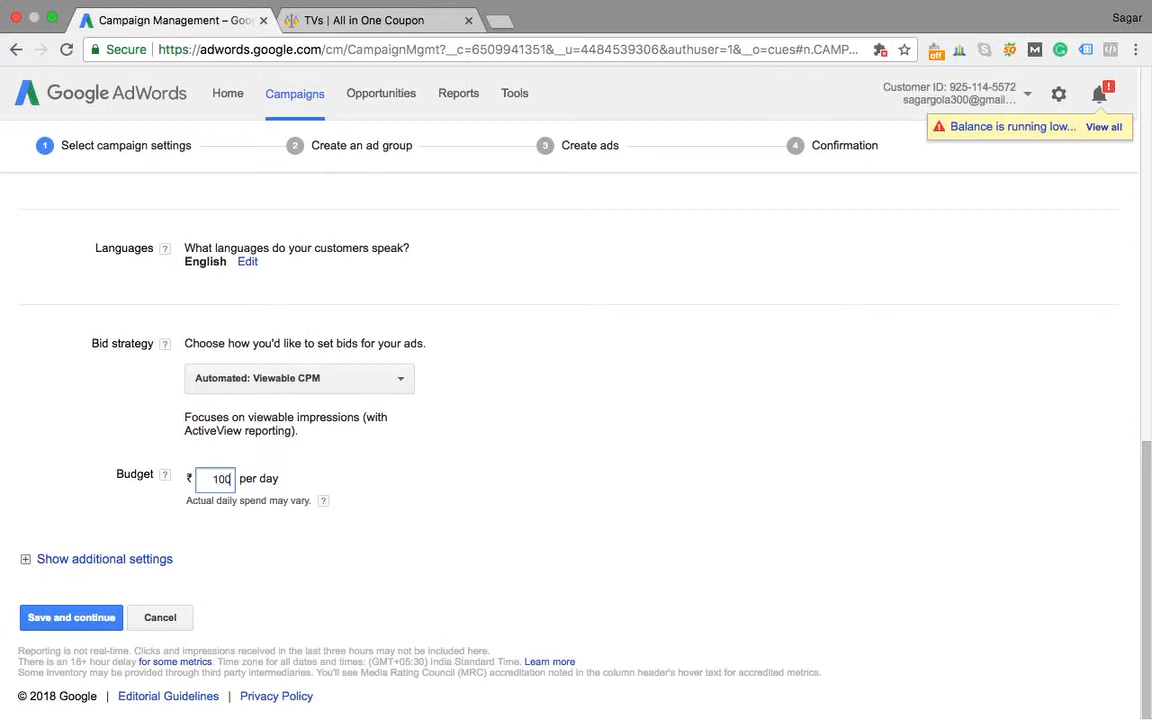 Campaign Management – Goog
TVs | All in One Coupon
Sagar
Secure
https://adwords.google.com/cm/CampaignMgmt?__c=6509941351&__u=4484539306&authuser=1&__o=cues#n.CAMP...
off
Google AdWords
Home
Campaigns
Opportunities
Reports
Tools
Customer ID: 925-114-5572
sagargola300@gmail...
!
Balance is running low... View all
1 Select campaign settings
2 Create an ad group
3 Create ads
4 Confirmation
Languages ? What languages do your customers speak?
English Edit
Bid strategy ? Choose how you'd like to set bids for your ads.
Automated: Viewable CPM
Focuses on viewable impressions (with
ActiveView reporting).
Budget ? ₹ 100 per day
Actual daily spend may vary. ?
Show additional settings
Save and continue
Cancel
Reporting is not real-time. Clicks and impressions received in the last three hours may not be included here.
There is an 18+ hour delay for some metrics. Time zone for all dates and times: (GMT+05:30) India Standard Time. Learn more
Some inventory may be provided through third party intermediaries. You'll see Media Rating Council (MRC) accreditation noted in the column header's hover text for accredited metrics.
© 2018 Google | Editorial Guidelines | Privacy Policy